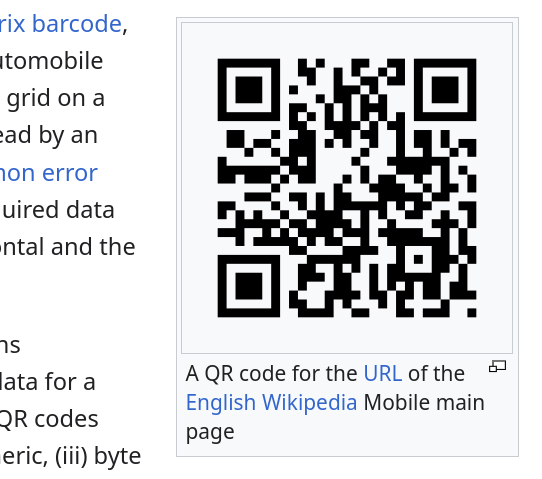 rix barcode,
utomobile
grid on a
ead by an
non error
uired data
ontal and the
ns
lata for a
QR codes
eric, (iii) byte
A QR code for the URL of the
English Wikipedia Mobile main
page